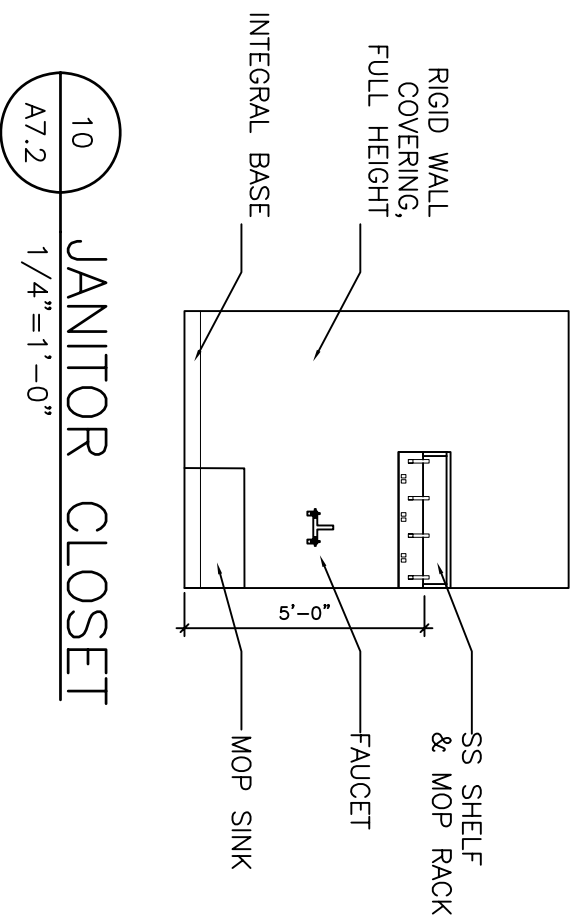 RIGID WALL
COVERING,
FULL HEIGHT
INTEGRAL BASE
5'-0"
SS SHELF
& MOP RACK
FAUCET
MOP SINK
10
A7.2
JANITOR CLOSET
1/4"=1'-0"